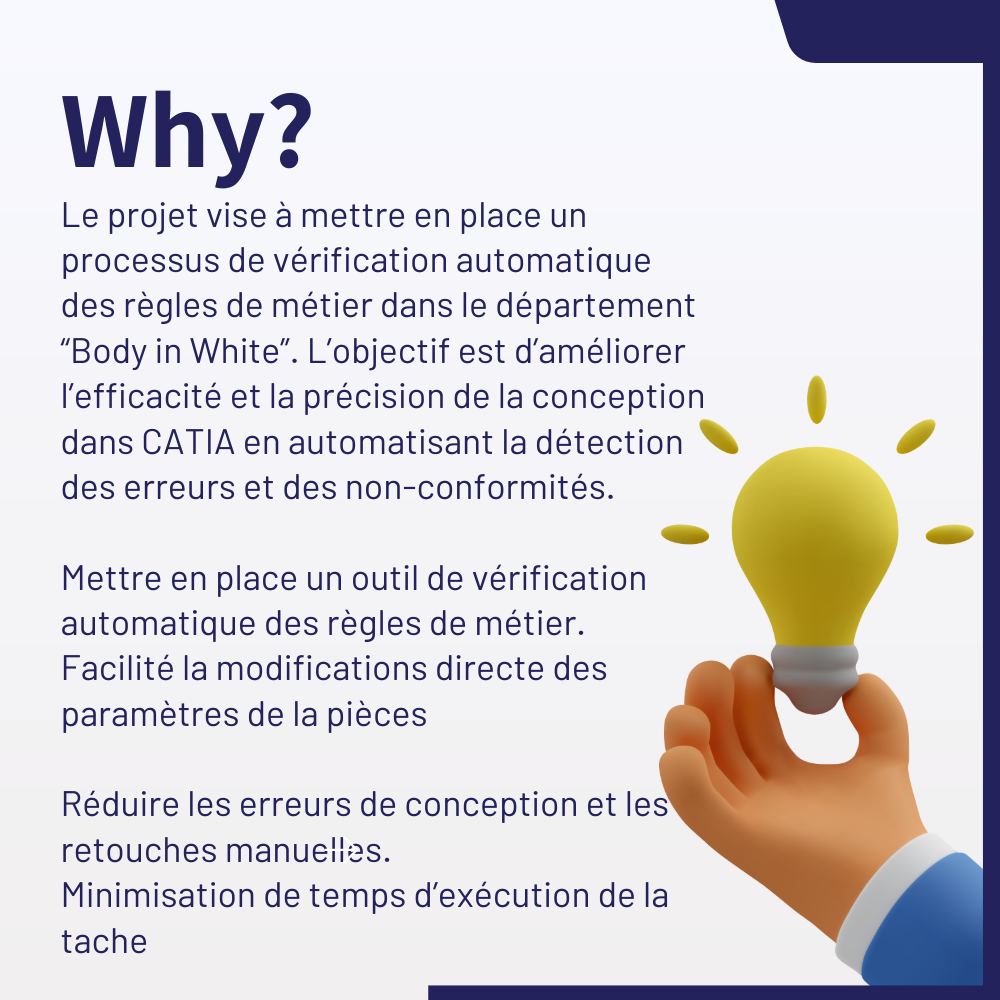 Why?
Le projet vise à mettre en place un
processus de vérification automatique
des règles de métier dans le département
“Body in White”. L’objectif est d’améliorer
l’efficacité et la précision de la conception
dans CATIA en automatisant la détection
des erreurs et des non-conformités.
Mettre en place un outil de vérification
automatique des règles de métier.
Facilité la modifications directe des
paramètres de la pièces
Réduire les erreurs de conception et les
retouches manuelles.
Minimisation de temps d’exécution de la
tache